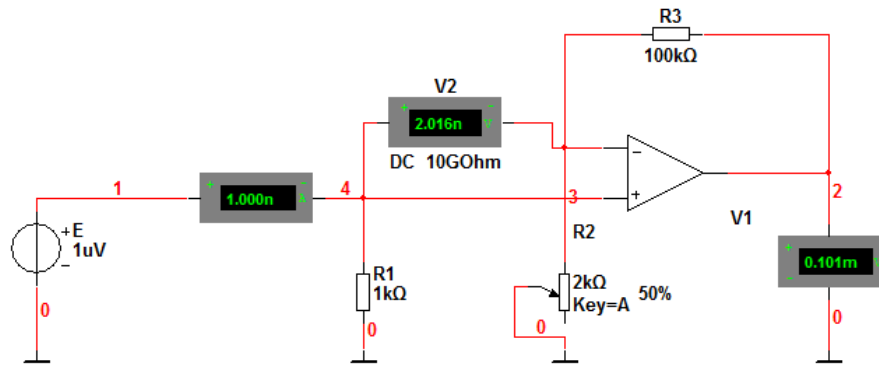 R3
100kΩ
V2
+ −
2.016n V
DC 10GOhm
1
+ −
1.000n A
4
3
−
+
2
V1
R2
+ E
1uV
−
R1
1kΩ
2kΩ
Key=A 50%
+
0.101m
−
0
0
0
0